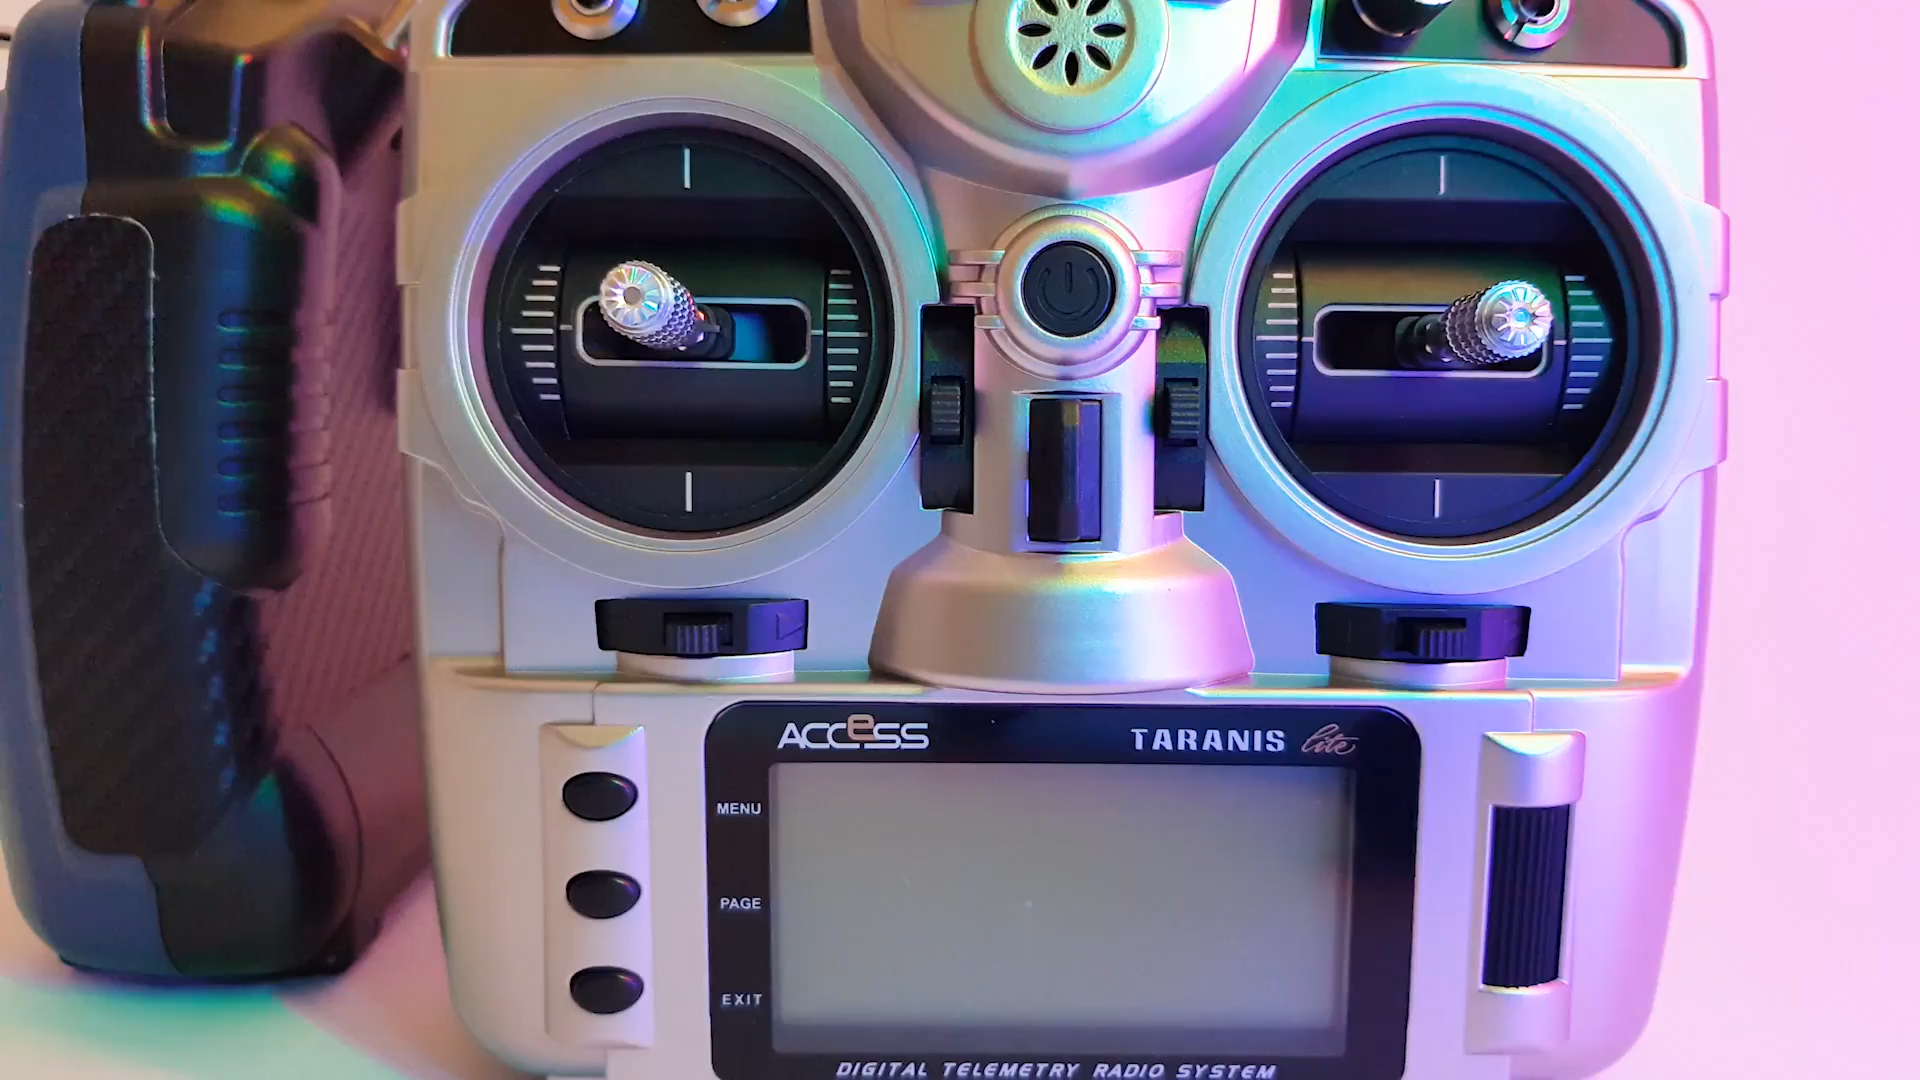 ACCeSS
TARANIS lite
MENU
PAGE
EXIT
DIGITAL TELEMETRY RADIO SYSTEM